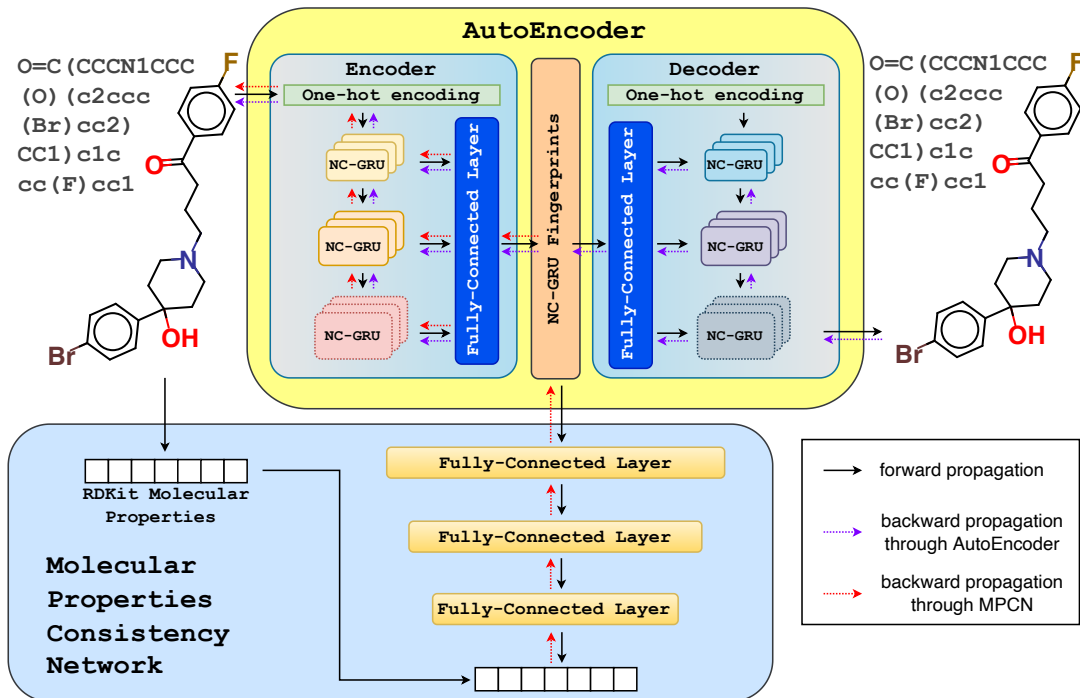 AutoEncoder
O=C(CCCN1CCC
(O)(c2ccc
(Br)cc2)
CC1)c1c
cc(F)cc1
F
O
N
OH
Br
Encoder
One-hot encoding
NC-GRU
NC-GRU
NC-GRU
Fully-Connected Layer
NC-GRU Fingerprints
Decoder
One-hot encoding
Fully-Connected Layer
NC-GRU
NC-GRU
NC-GRU
O=C(CCCN1CCC
(O)(c2ccc
(Br)cc2)
CC1)c1c
cc(F)cc1
F
O
N
OH
Br
RDKit Molecular
Properties
Molecular
Properties
Consistency
Network
Fully-Connected Layer
Fully-Connected Layer
Fully-Connected Layer
forward propagation
backward propagation
through AutoEncoder
backward propagation
through MPCN